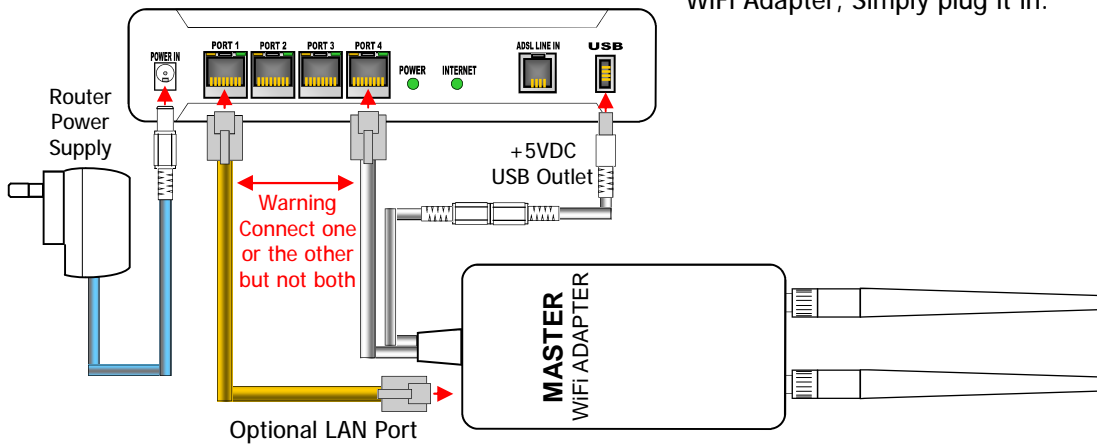 WiFi Adapter, Simply plug it in.
POWER IN
PORT 1 PORT 2 PORT 3 PORT 4
POWER INTERNET
ADSL LINE IN
USB
Router
Power
Supply
+5VDC
USB Outlet
Warning
Connect one
or the other
but not both
MASTER
WiFi ADAPTER
Optional LAN Port